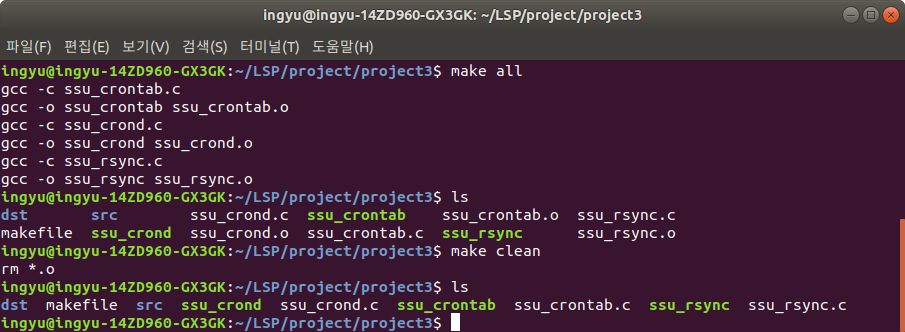 ingyu@ingyu-14ZD960-GX3GK: ~/LSP/project/project3
파일(F) 편집(E) 보기(V) 검색(S) 터미널(T) 도움말(H)
ingyu@ingyu-14ZD960-GX3GK:~/LSP/project/project3$ make all
gcc -c ssu_crontab.c
gcc -o ssu_crontab ssu_crontab.o
gcc -c ssu_crond.c
gcc -o ssu_crond ssu_crond.o
gcc -c ssu_rsync.c
gcc -o ssu_rsync ssu_rsync.o
ingyu@ingyu-14ZD960-GX3GK:~/LSP/project/project3$ ls
dst       src        ssu_crond.c  ssu_crontab    ssu_crontab.o  ssu_rsync.c
makefile  ssu_crond  ssu_crond.o  ssu_crontab.c  ssu_rsync      ssu_rsync.o
ingyu@ingyu-14ZD960-GX3GK:~/LSP/project/project3$ make clean
rm *.o
ingyu@ingyu-14ZD960-GX3GK:~/LSP/project/project3$ ls
dst  makefile  src  ssu_crond  ssu_crond.c  ssu_crontab  ssu_crontab.c  ssu_rsync  ssu_rsync.c
ingyu@ingyu-14ZD960-GX3GK:~/LSP/project/project3$